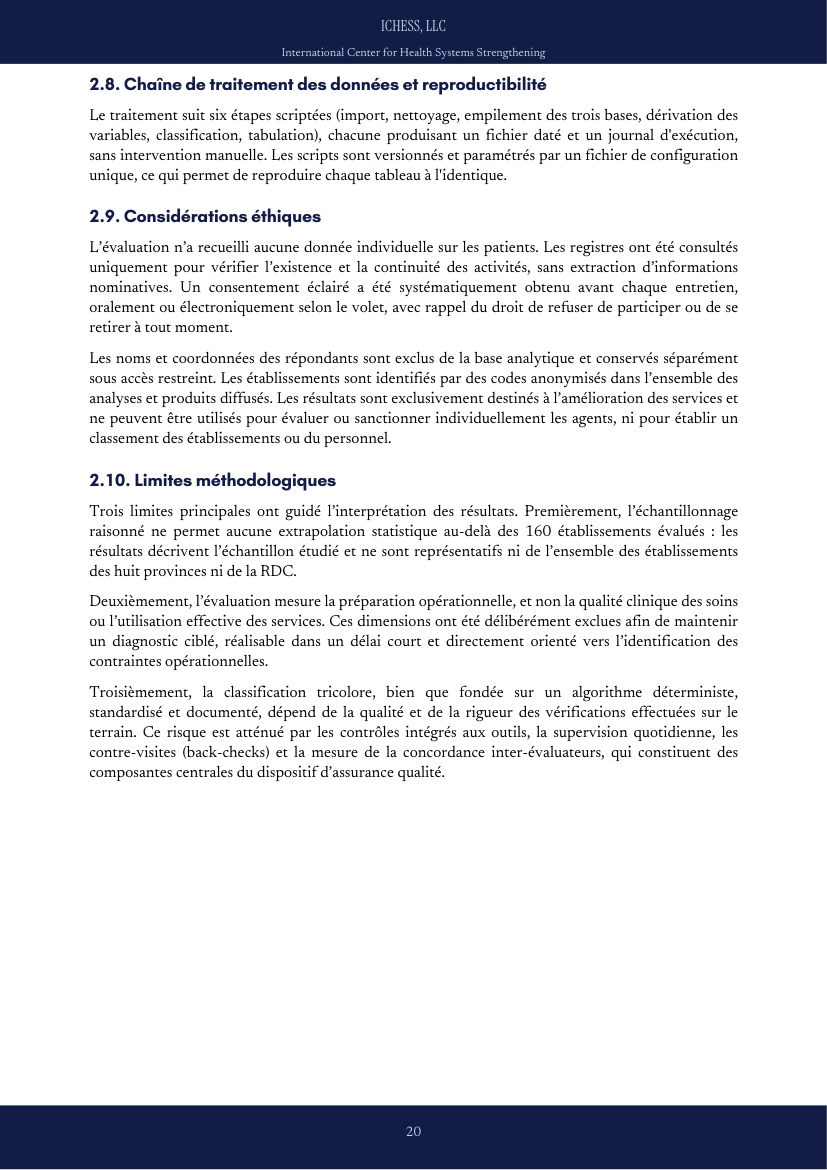 ICHESS, LLC
International Center for Health Systems Strengthening
2.8. Chaîne de traitement des données et reproductibilité
Le traitement suit six étapes scriptées (import, nettoyage, empilement des trois bases, dérivation des
variables, classification, tabulation), chacune produisant un fichier daté et un journal d'exécution,
sans intervention manuelle. Les scripts sont versionnés et paramétrés par un fichier de configuration
unique, ce qui permet de reproduire chaque tableau à l'identique.
2.9. Considérations éthiques
L’évaluation n’a recueilli aucune donnée individuelle sur les patients. Les registres ont été consultés
uniquement pour vérifier l’existence et la continuité des activités, sans extraction d’informations
nominatives. Un consentement éclairé a été systématiquement obtenu avant chaque entretien,
oralement ou électroniquement selon le volet, avec rappel du droit de refuser de participer ou de se
retirer à tout moment.
Les noms et coordonnées des répondants sont exclus de la base analytique et conservés séparément
sous accès restreint. Les établissements sont identifiés par des codes anonymisés dans l’ensemble des
analyses et produits diffusés. Les résultats sont exclusivement destinés à l’amélioration des services et
ne peuvent être utilisés pour évaluer ou sanctionner individuellement les agents, ni pour établir un
classement des établissements ou du personnel.
2.10. Limites méthodologiques
Trois limites principales ont guidé l’interprétation des résultats. Premièrement, l’échantillonnage
raisonné ne permet aucune extrapolation statistique au-delà des 160 établissements évalués : les
résultats décrivent l’échantillon étudié et ne sont représentatifs ni de l’ensemble des établissements
des huit provinces ni de la RDC.
Deuxièmement, l’évaluation mesure la préparation opérationnelle, et non la qualité clinique des soins
ou l’utilisation effective des services. Ces dimensions ont été délibérément exclues afin de maintenir
un diagnostic ciblé, réalisable dans un délai court et directement orienté vers l’identification des
contraintes opérationnelles.
Troisièmement, la classification tricolore, bien que fondée sur un algorithme déterministe,
standardisé et documenté, dépend de la qualité et de la rigueur des vérifications effectuées sur le
terrain. Ce risque est atténué par les contrôles intégrés aux outils, la supervision quotidienne, les
contre-visites (back-checks) et la mesure de la concordance inter-évaluateurs, qui constituent des
composantes centrales du dispositif d’assurance qualité.
20